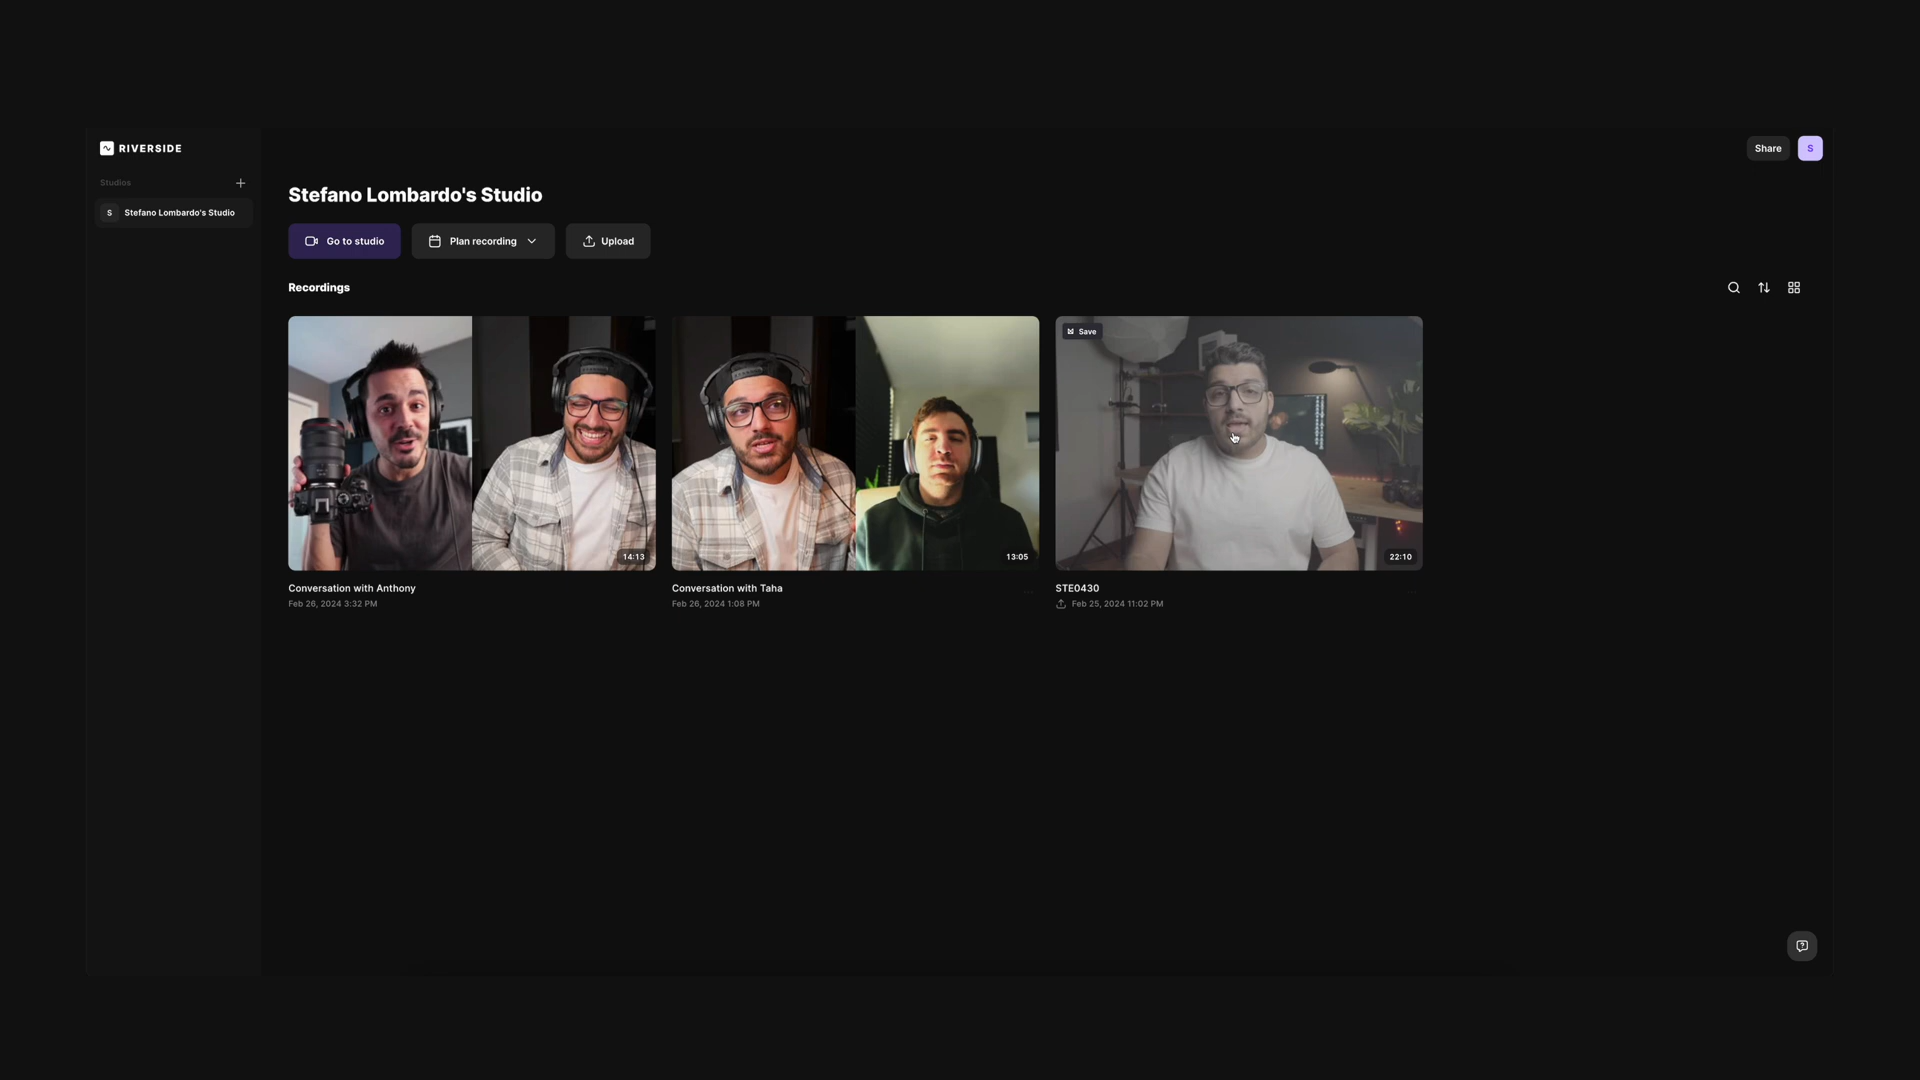 RIVERSIDE
Share
S
Studios
S Stefano Lombardo's Studio
Stefano Lombardo's Studio
Go to studio
Plan recording
Upload
Recordings
Save
14:13
13:05
22:10
Conversation with Anthony
Feb 26, 2024 3:32 PM
Conversation with Taha
Feb 26, 2024 1:08 PM
STE0430
Feb 25, 2024 11:02 PM